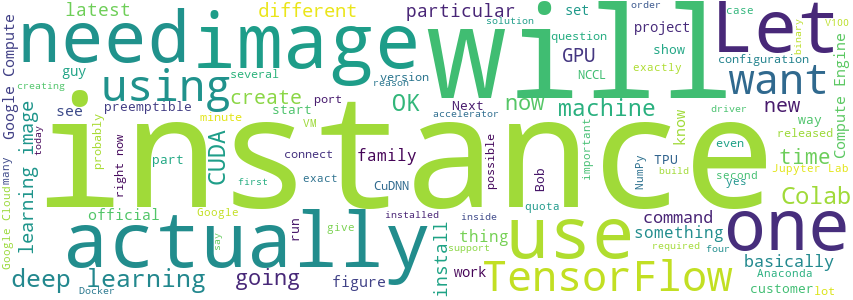 latest different particular set project Let
Google Compute need image will order case V100
solution question GPU show exactly binary
guy several NCCL configuration
using version reason want
creating see preemptible create OK Next now machine new Compute Engine
minute start port accelerator driver way released
instance
learning image today many probably part right now CUDA VM connect family possible Bob important NumPy TPU know even second time
first exact CuDNN build yes Jupyter Lab
official Google run give installed inside quota command Colab
actually use one
Google Cloud say install thing something required four basically
support
deep learning going figure work TensorFlow Anaconda
Docker customer lot